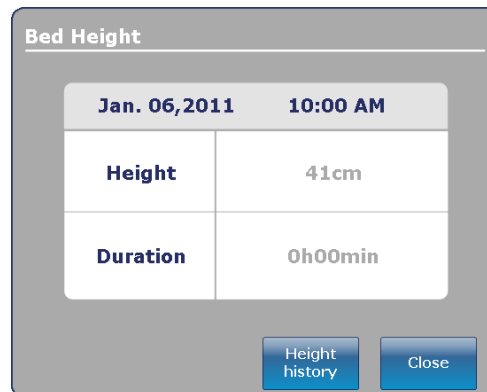 Bed Height
Jan. 06,2011 10:00 AM
Height 41cm
Duration 0h00min
Height
history
Close